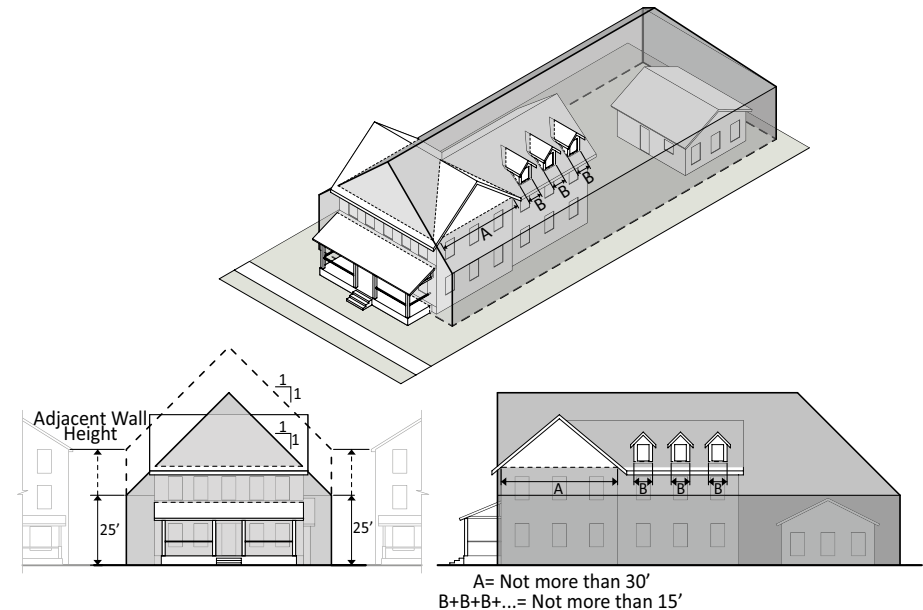 A
B
B
B
1
1
Adjacent Wall
Height
1
1
25′
25′
A
B
B
B
A= Not more than 30′
B+B+B+...= Not more than 15′